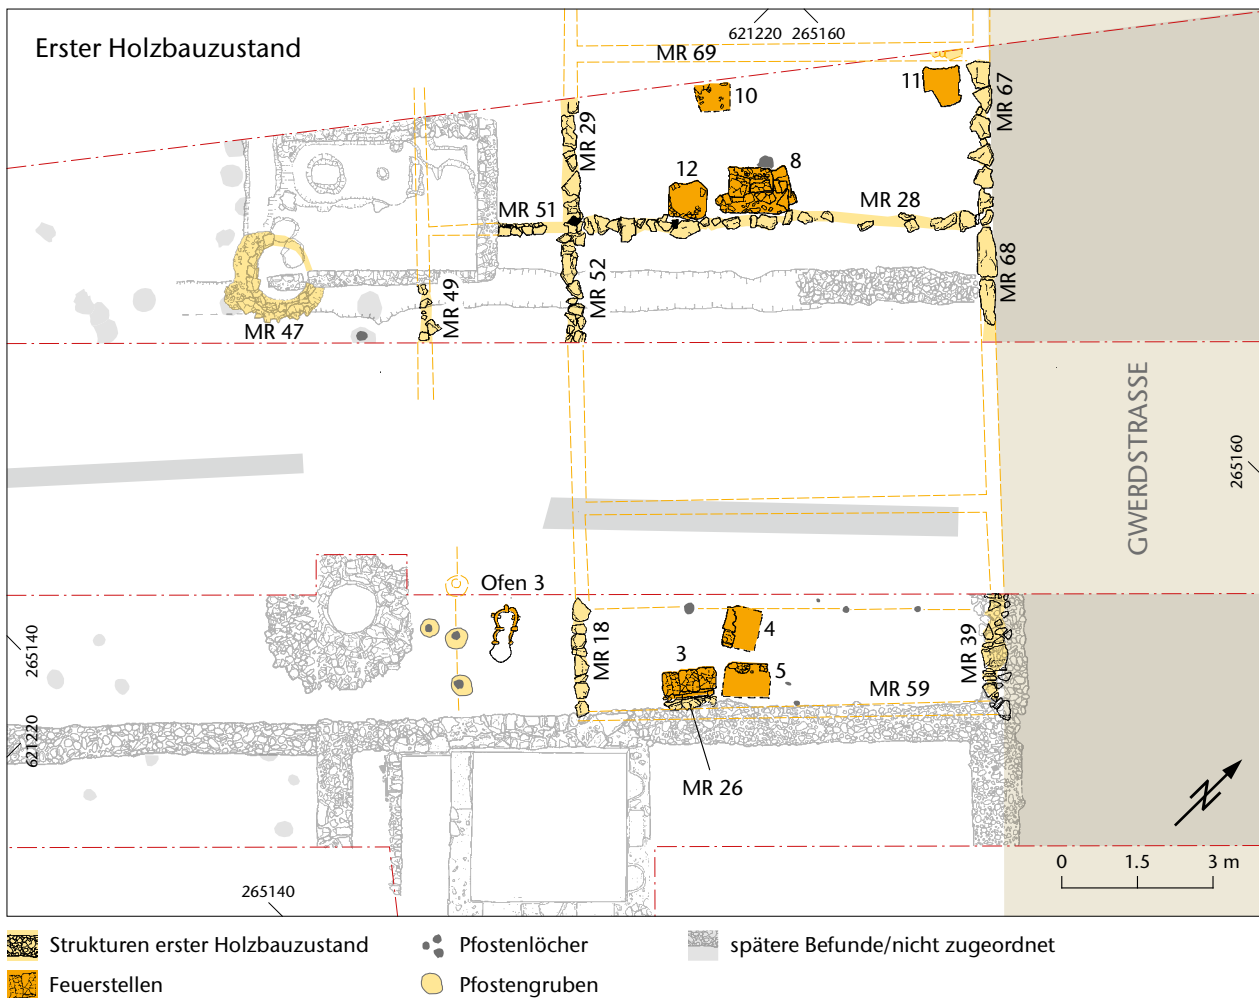 Erster Holzbauzustand
621220 265160
MR 69
10
11
MR 67
MR 29
12
8
MR 28
MR 51
MR 52
MR 68
MR 49
MR 47
GWERDSTRASSE
265160
Ofen 3
265140
MR 18
4
3
5
MR 39
MR 59
621220
MR 26
N
0 1.5 3 m
265140
Strukturen erster Holzbauzustand
Pfostenlöcher
spätere Befunde/nicht zugeordnet
Feuerstellen
Pfostengruben